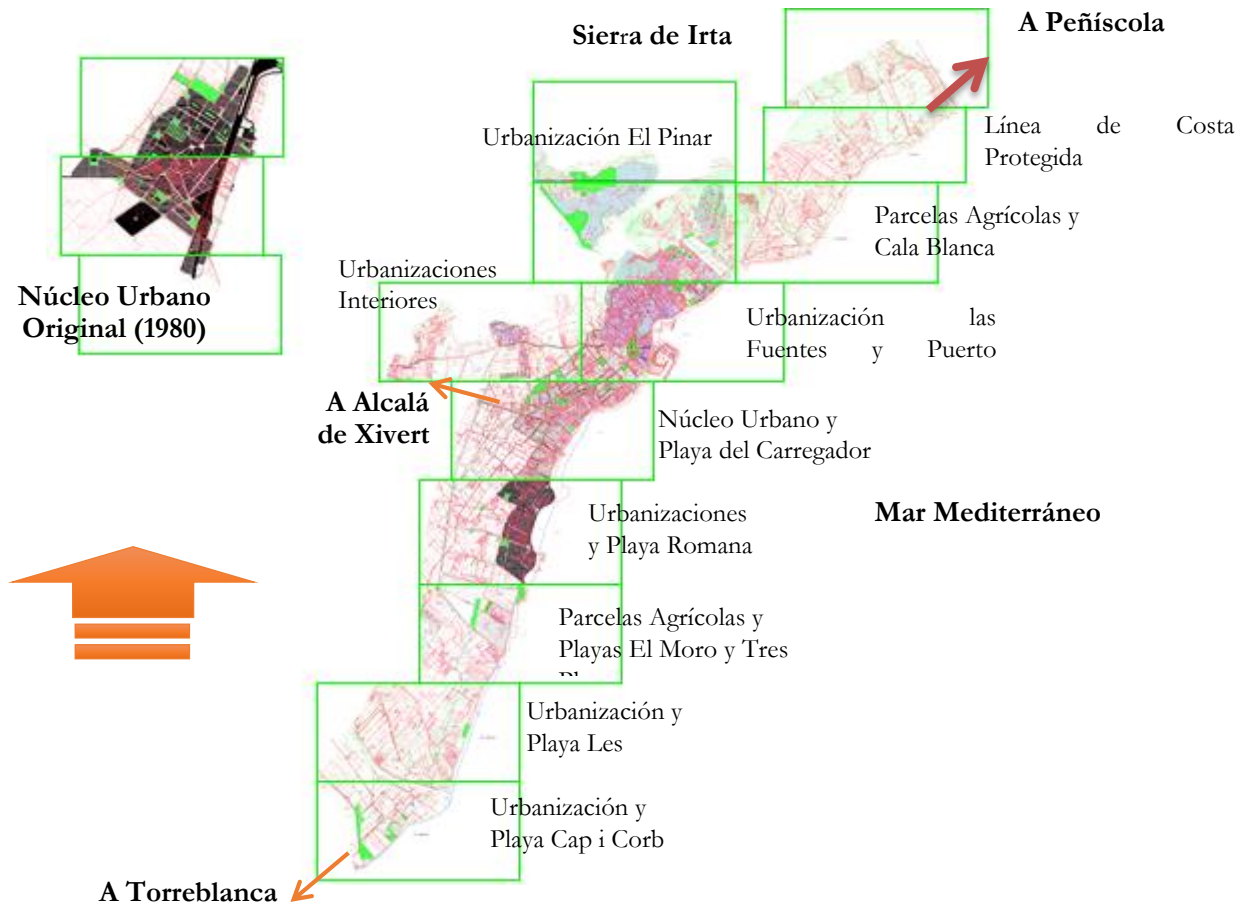 Sierra de Irta
A Peñíscola
Urbanización El Pinar
Línea de Costa
Protegida
Parcelas Agrícolas y
Cala Blanca
Urbanizaciones
Interiores
Núcleo Urbano
Original (1980)
Urbanización las
Fuentes y Puerto
A Alcalá
de Xivert
Núcleo Urbano y
Playa del Carregador
Urbanizaciones
y Playa Romana
Mar Mediterráneo
Parcelas Agrícolas y
Playas El Moro y Tres
Urbanización y
Playa Les
Urbanización y
Playa Cap i Corb
A Torreblanca